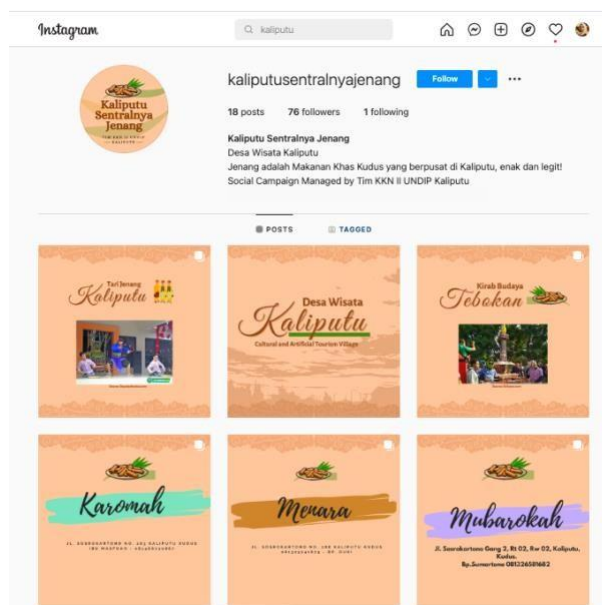 Instagram
kaliputu
Kaliputu
Sentralnya
Jenang
kaliputusentralnyajenang
Follow
18 posts 76 followers 1 following
Kaliputu Sentralnya Jenang
Desa Wisata Kaliputu
Jenang adalah Makanan Khas Kudus yang berpusat di Kaliputu, enak dan legit!
Social Campaign Managed by Tim KKN II UNDIP Kaliputu
POSTS TAGGED
Tari Jenang
Kaliputu
Desa Wisata
Kaliputu
Cultural and Artificial Tourism Village
Kirab Budaya
Tebokan
Karomah
Menara
Mubarokah
Jl. Sosrokartono Gang 2, Rt 02, Rw 02, Kaliputu,
Kudus.
Bp.Sumartono 081326581682